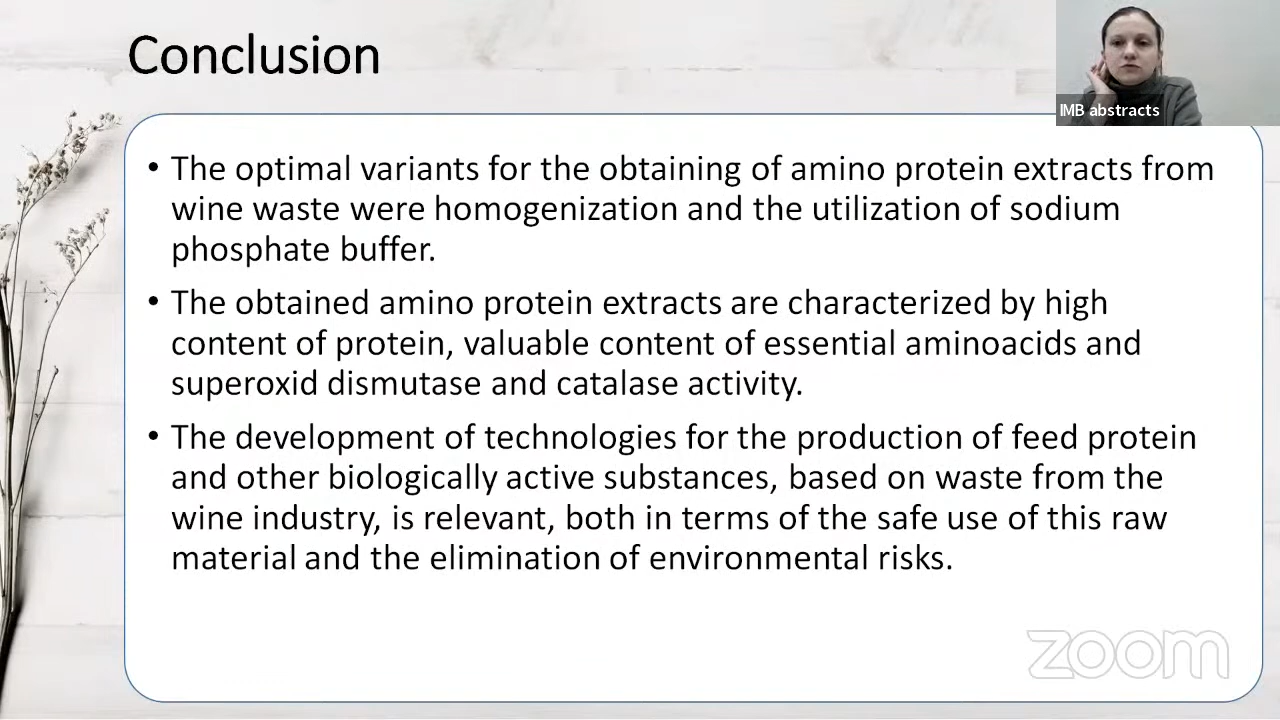 Conclusion
IMB abstracts
• The optimal variants for the obtaining of amino protein extracts from
wine waste were homogenization and the utilization of sodium
phosphate buffer.
• The obtained amino protein extracts are characterized by high
content of protein, valuable content of essential aminoacids and
superoxid dismutase and catalase activity.
• The development of technologies for the production of feed protein
and other biologically active substances, based on waste from the
wine industry, is relevant, both in terms of the safe use of this raw
material and the elimination of environmental risks.
zoom